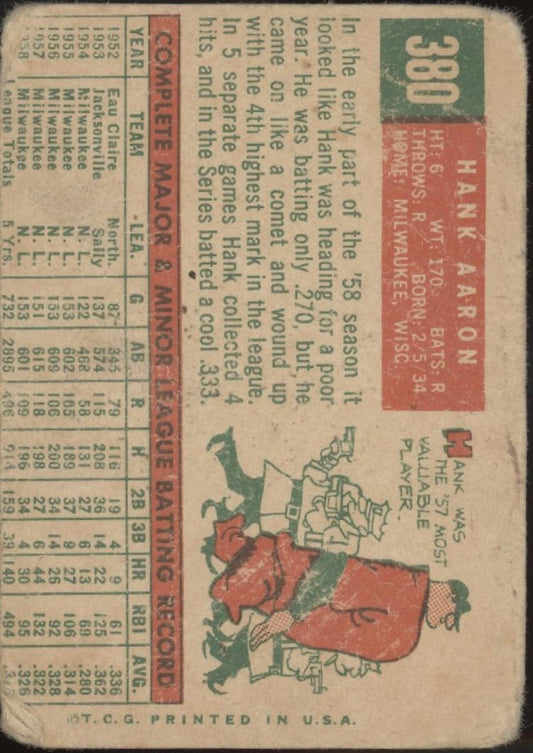 380
HANK AARON
HT: 6' WT: 170 BATS: R
THROWS: R BORN: 2/5/34
HOME: MILWAUKEE, WISC.
In the early part of the '58 season it
looked like Hank was heading for a poor
year. He was batting only .270, but he
came on like a comet and wound up
with the 4th highest mark in the league.
In 5 separate games Hank collected 4
hits, and in the Series batted a cool .333.
HANK WAS
THE '57 MOST
VALUABLE
PLAYER.
COMPLETE MAJOR & MINOR LEAGUE BATTING RECORD
YEAR TEAM LEA. G AB R H 2B 3B HR RBI AVG.
1952 Eau Claire North. 87 345 79 116 19 4 9 61 .336
1953 Jacksonville Sally 137 574 115 208 36 14 22 125 .362
1954 Milwaukee N. L. 122 468 58 131 27 6 13 69 .280
1955 Milwaukee N. L. 153 602 105 189 37 9 27 106 .314
1956 Milwaukee N. L. 153 609 106 200 34 14 26 92 .328
1957 Milwaukee N. L. 151 615 118 198 27 6 44 132 .322
58 Milwaukee N. L. 153 601 109 196 34 4 30 95 .326
League Totals 5 Yrs. 732 2895 496 914 159 39 140 494
©T.C.G. PRINTED IN U.S.A.